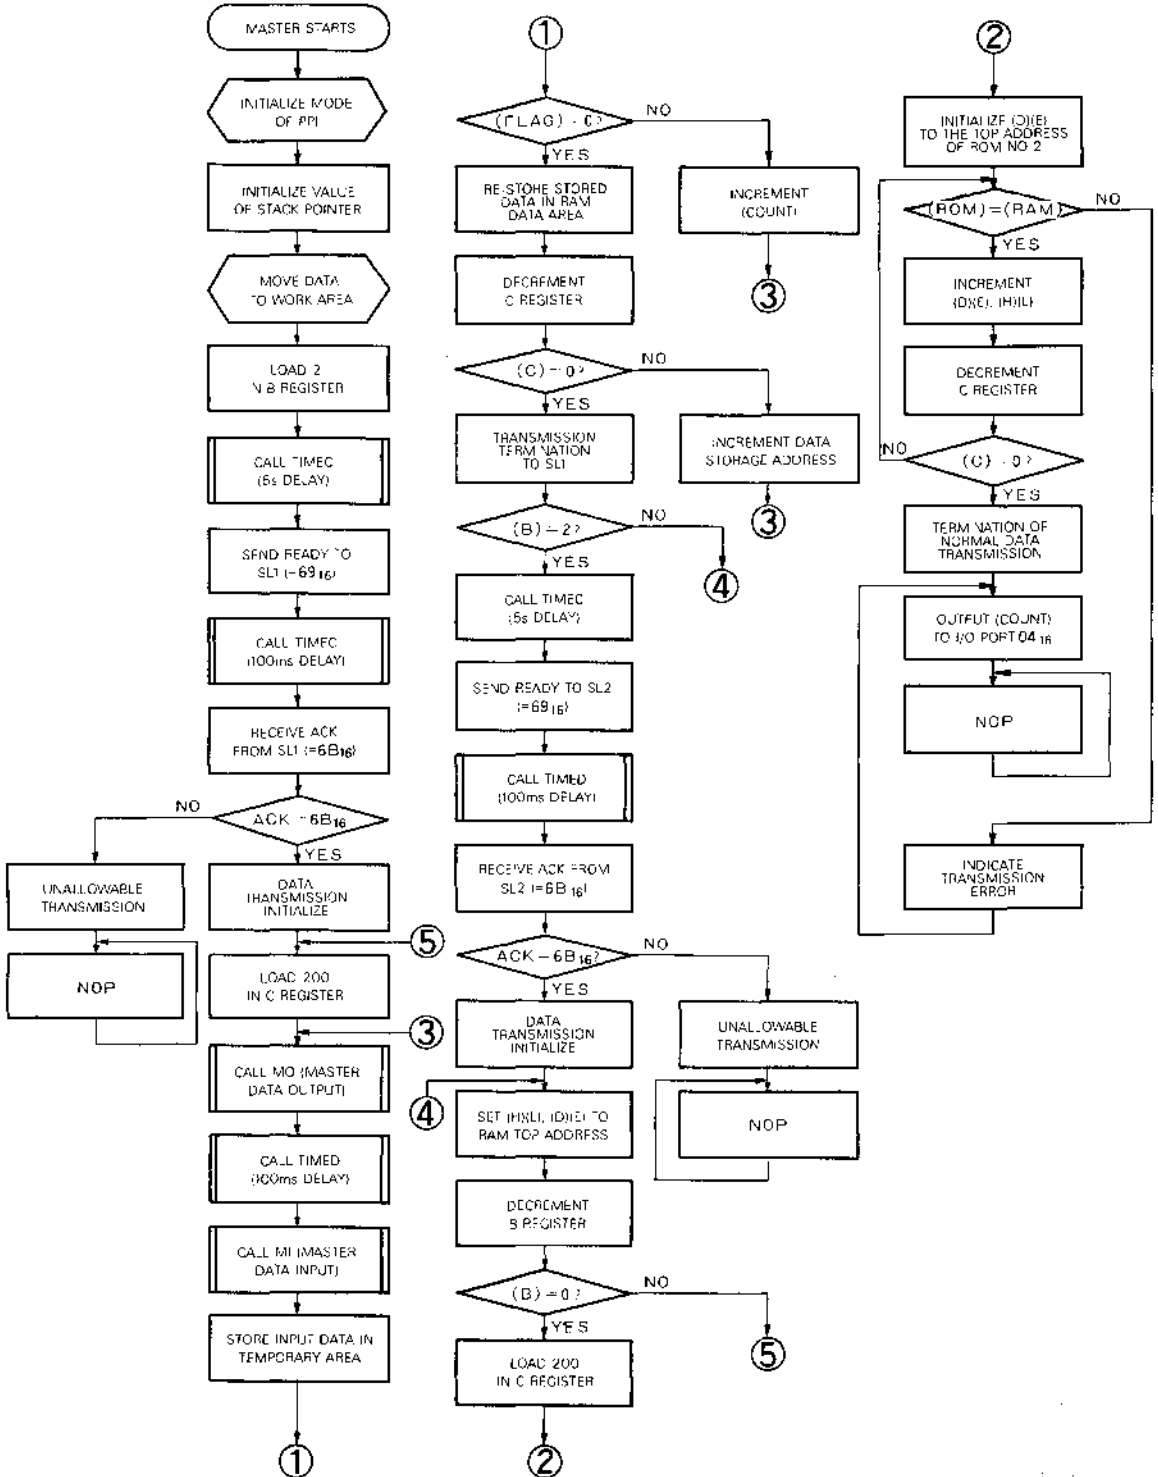 MASTER STARTS
INITIALIZE MODE
OF PPI
INITIALIZE VALUE
OF STACK POINTER
MOVE DATA
TO WORK AREA
LOAD 2
IN B REGISTER
CALL TIMEC
(5s DELAY)
SEND READY TO
SL1 (=69₁₆)
CALL TIMEC
(100ms DELAY)
RECEIVE ACK
FROM SL1 (=6B₁₆)
ACK =6B₁₆
NO
YES
UNALLOWABLE
TRANSMISSION
NOP
DATA
TRANSMISSION
INITIALIZE
⑤
LOAD 200
IN C REGISTER
③
CALL MO (MASTER
DATA OUTPUT)
CALL TIMED
(100ms DELAY)
CALL MI (MASTER
DATA INPUT)
STORE INPUT DATA IN
TEMPORARY AREA
①
①
(FLAG) = 0?
NO
YES
INCREMENT
(COUNT)
③
RE-STORE STORED
DATA IN RAM
DATA AREA
DECREMENT
C REGISTER
(C) = 0?
NO
YES
INCREMENT DATA
STORAGE ADDRESS
③
TRANSMISSION
TERMINATION
TO SL1
(B) = 2?
NO
YES
④
CALL TIMEC
(5s DELAY)
SEND READY TO SL2
(=69₁₆)
CALL TIMED
(100ms DELAY)
RECEIVE ACK FROM
SL2 (=6B₁₆)
ACK = 6B₁₆?
NO
YES
UNALLOWABLE
TRANSMISSION
NOP
DATA
TRANSMISSION
INITIALIZE
④
SET (H)(L), (D)(E) TO
RAM TOP ADDRESS
DECREMENT
B REGISTER
(B) = 0?
NO
YES
⑤
LOAD 200
IN C REGISTER
②
②
INITIALIZE (D)(E)
TO THE TOP ADDRESS
OF ROM NO 2
(ROM)=(RAM)
NO
YES
INCREMENT
(D)(E), (H)(L)
DECREMENT
C REGISTER
NO
(C) = 0?
YES
TERMINATION OF
NORMAL DATA
TRANSMISSION
OUTPUT (COUNT)
TO I/O PORT 04₁₆
NOP
INDICATE
TRANSMISSION
ERROR